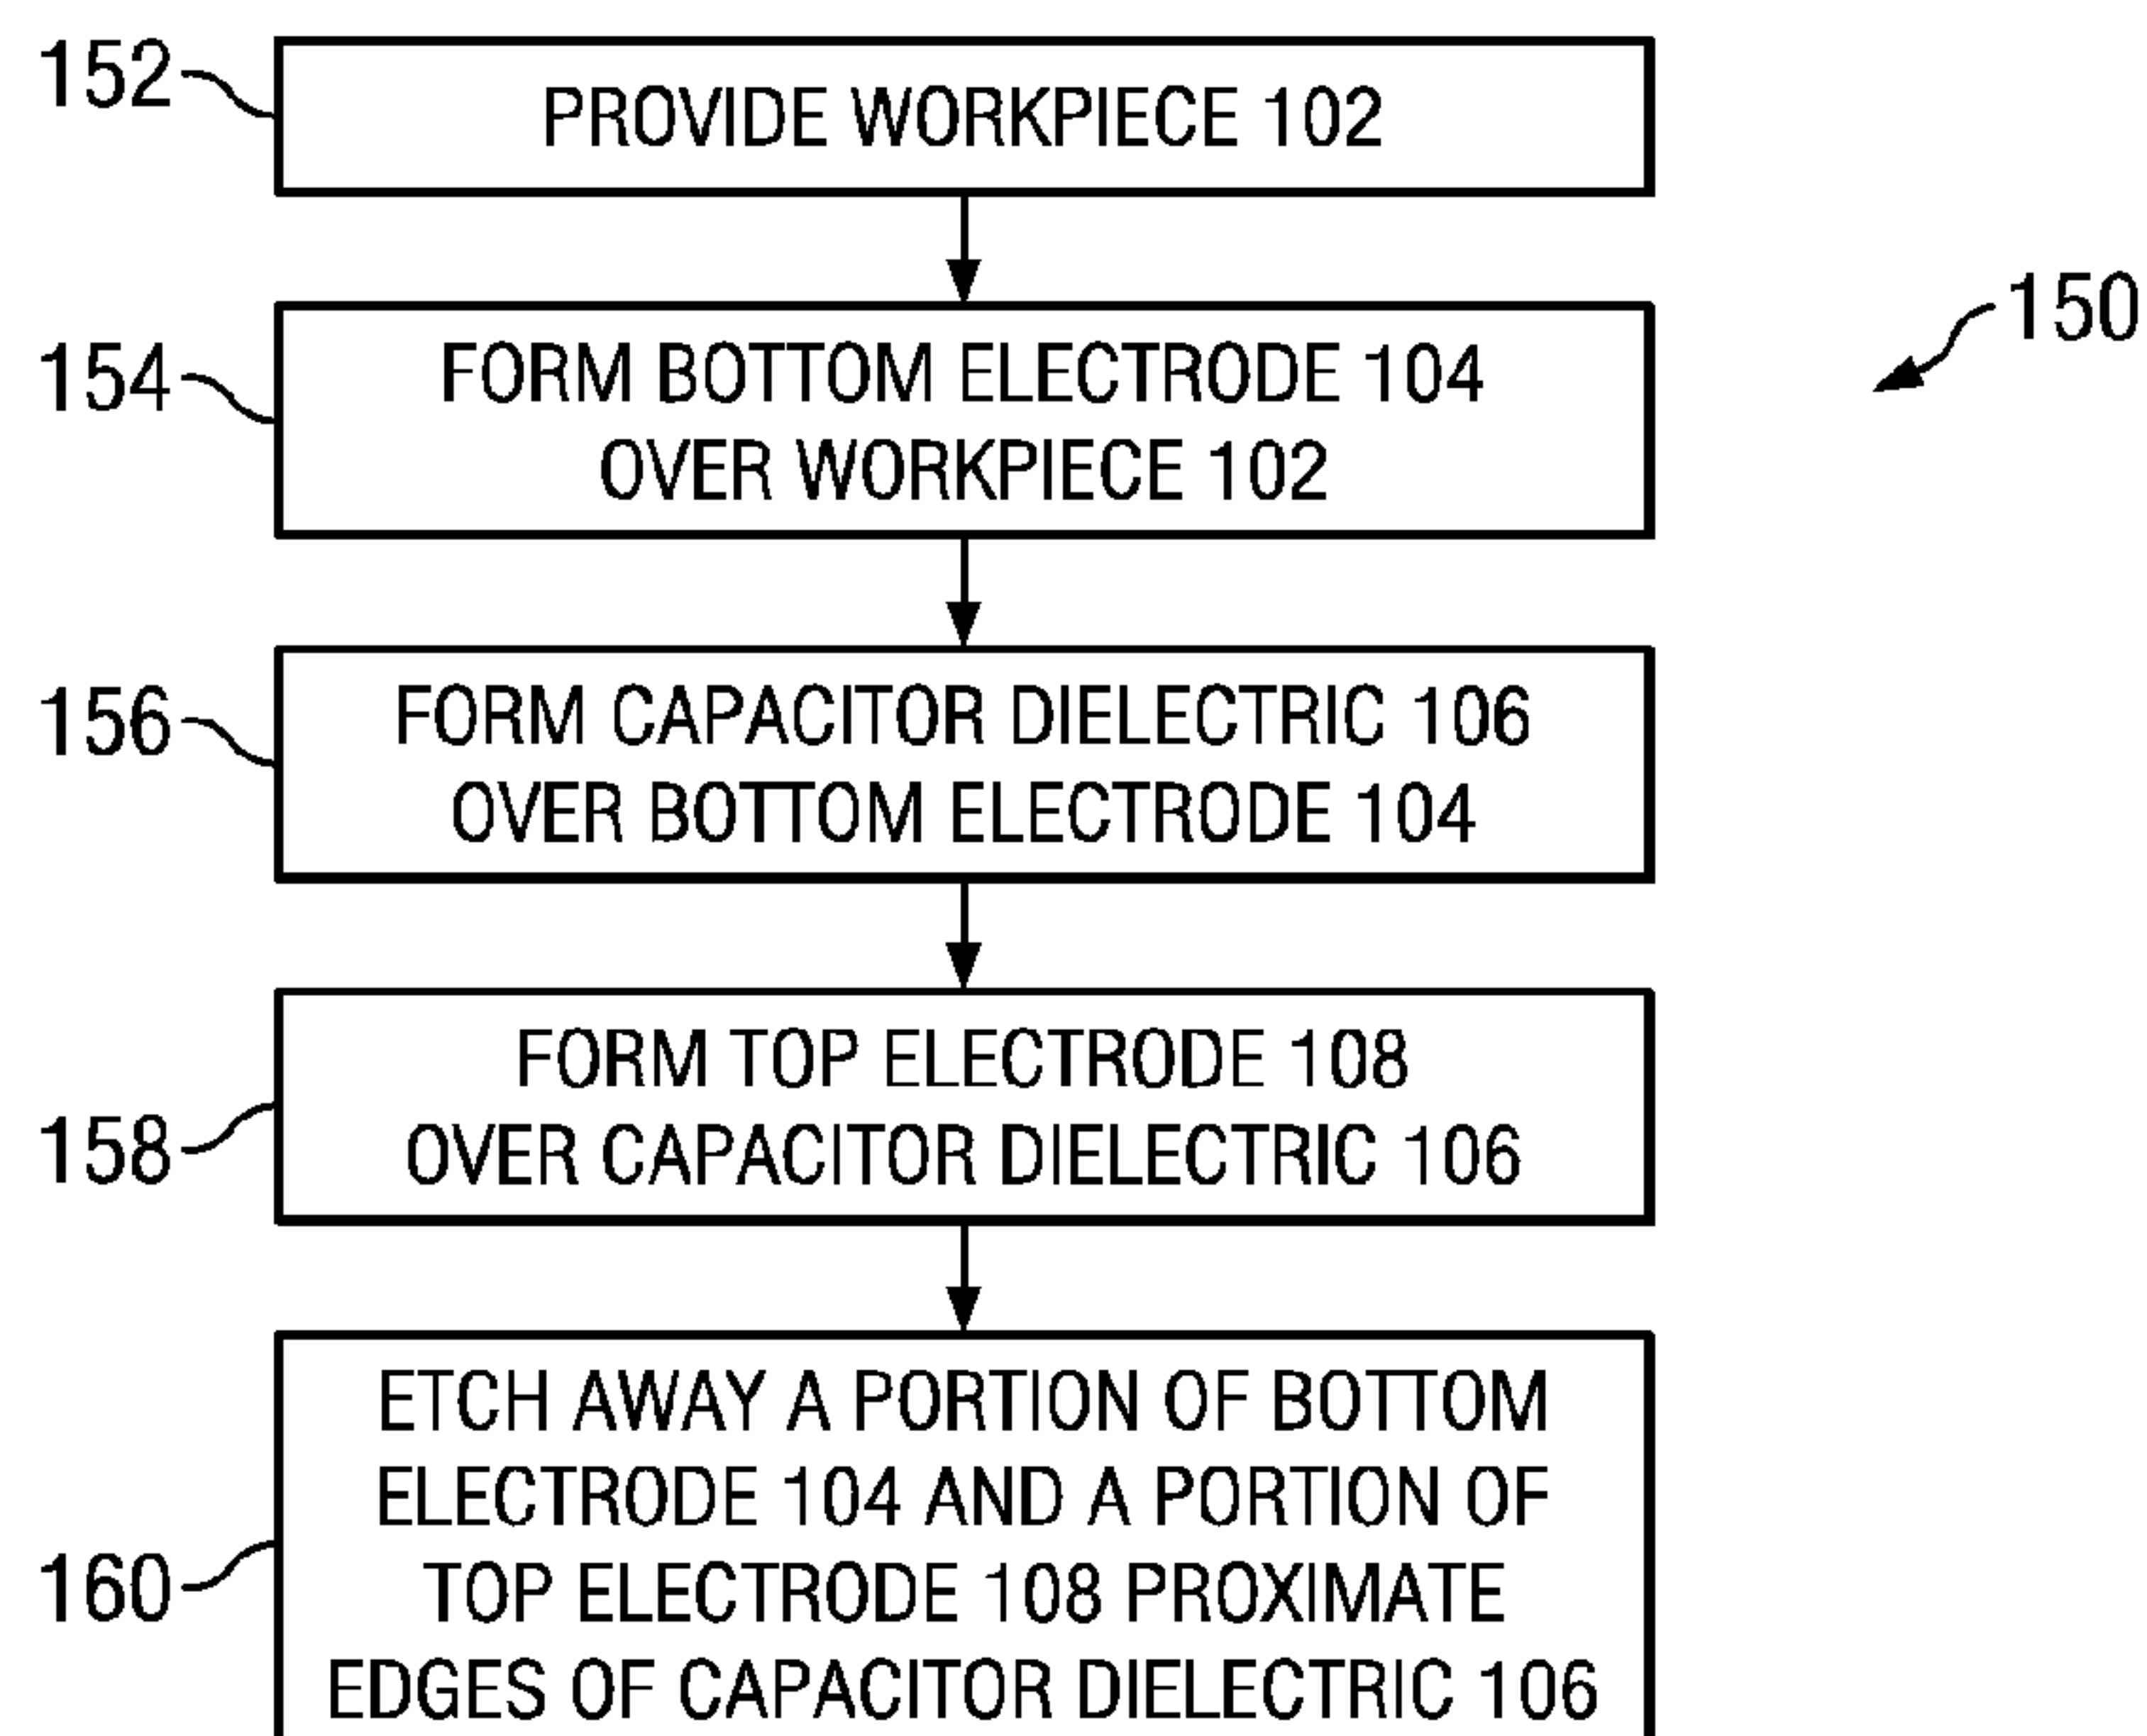 152
PROVIDE WORKPIECE 102
150
154
FORM BOTTOM ELECTRODE 104
OVER WORKPIECE 102
156
FORM CAPACITOR DIELECTRIC 106
OVER BOTTOM ELECTRODE 104
158
FORM TOP ELECTRODE 108
OVER CAPACITOR DIELECTRIC 106
160
ETCH AWAY A PORTION OF BOTTOM
ELECTRODE 104 AND A PORTION OF
TOP ELECTRODE 108 PROXIMATE
EDGES OF CAPACITOR DIELECTRIC 106